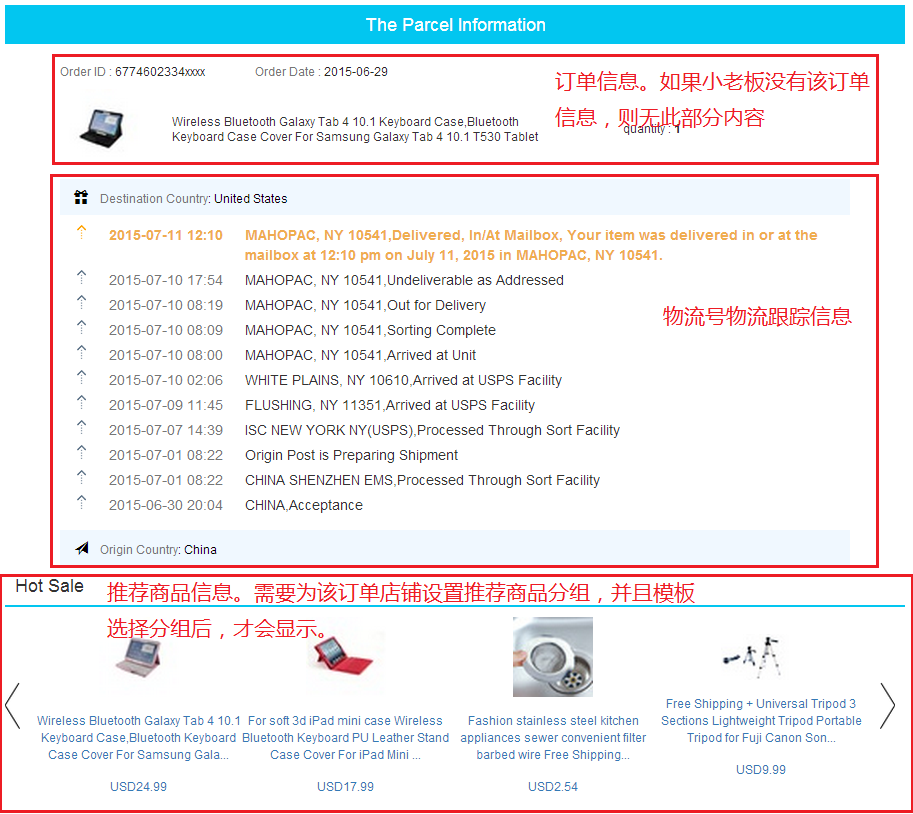 The Parcel Information
Order ID : 6774602334xxxx Order Date : 2015-06-29
订单信息。如果小老板没有该订单
信息，则无此部分内容
Wireless Bluetooth Galaxy Tab 4 10.1 Keyboard Case,Bluetooth
Keyboard Case Cover For Samsung Galaxy Tab 4 10.1 T530 Tablet
quantity : 1
Destination Country: United States
2015-07-11 12:10 MAHOPAC, NY 10541,Delivered, In/At Mailbox, Your item was delivered in or at the
mailbox at 12:10 pm on July 11, 2015 in MAHOPAC, NY 10541.
2015-07-10 17:54 MAHOPAC, NY 10541,Undeliverable as Addressed
2015-07-10 08:19 MAHOPAC, NY 10541,Out for Delivery
2015-07-10 08:09 MAHOPAC, NY 10541,Sorting Complete
物流号物流跟踪信息
2015-07-10 08:00 MAHOPAC, NY 10541,Arrived at Unit
2015-07-10 02:06 WHITE PLAINS, NY 10610,Arrived at USPS Facility
2015-07-09 11:45 FLUSHING, NY 11351,Arrived at USPS Facility
2015-07-07 14:39 ISC NEW YORK NY(USPS),Processed Through Sort Facility
2015-07-01 08:22 Origin Post is Preparing Shipment
2015-07-01 08:22 CHINA SHENZHEN EMS,Processed Through Sort Facility
2015-06-30 20:04 CHINA,Acceptance
Origin Country: China
Hot Sale
推荐商品信息。需要为该订单店铺设置推荐商品分组，并且模板
选择分组后，才会显示。
Wireless Bluetooth Galaxy Tab 4 10.1
Keyboard Case,Bluetooth Keyboard
Case Cover For Samsung Gala...
USD24.99
For soft 3d iPad mini case Wireless
Bluetooth Keyboard PU Leather Stand
Case Cover For iPad Mini ...
USD17.99
Fashion stainless steel kitchen
appliances sewer convenient filter
barbed wire Free Shipping...
USD2.54
Free Shipping + Universal Tripod 3
Sections Lightweight Tripod Portable
Tripod for Fuji Canon Son...
USD9.99